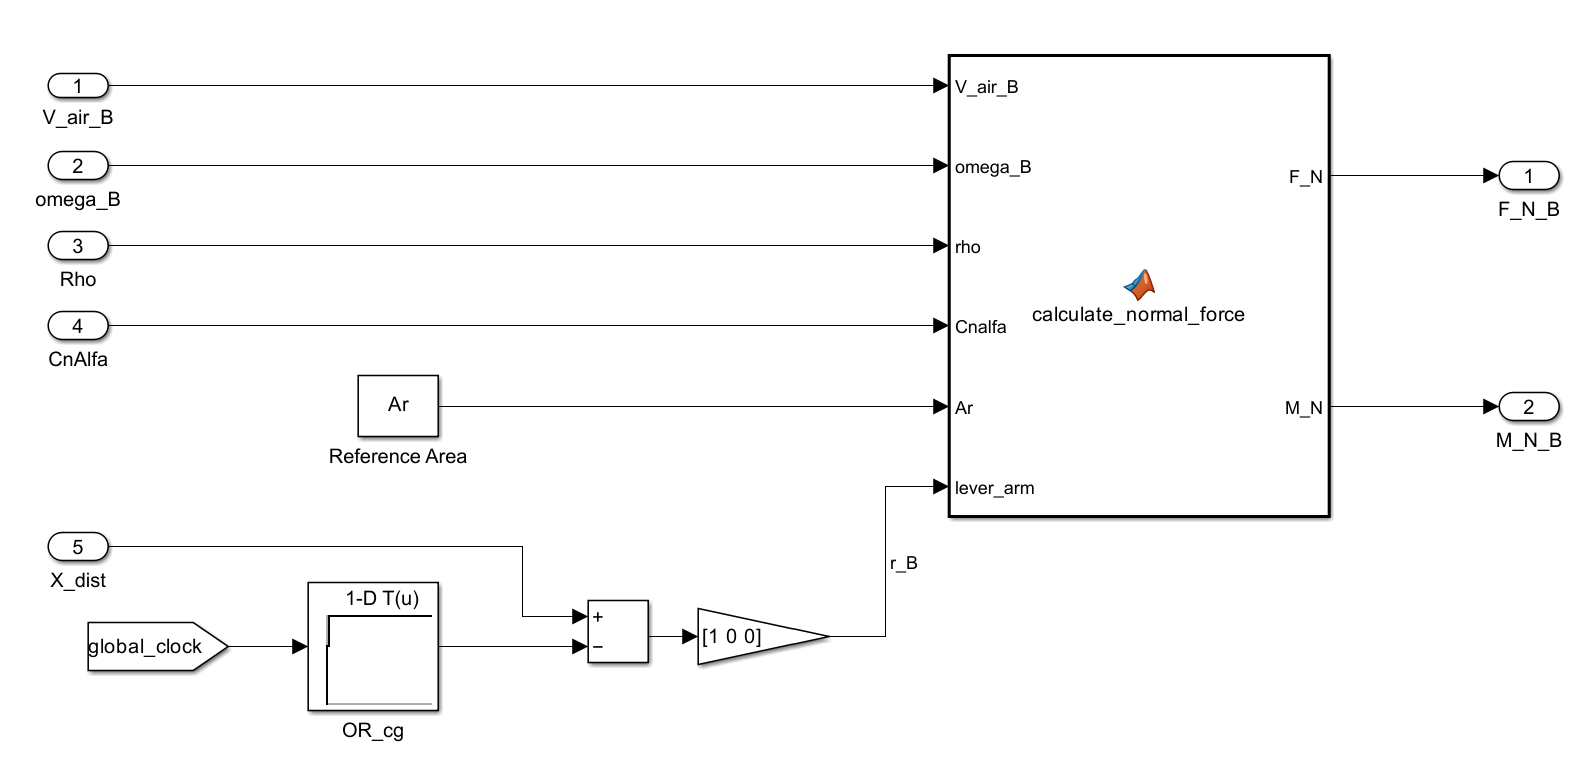 1
V_air_B
V_air_B
2
omega_B
omega_B
3
Rho
rho
4
CnAlfa
Cnalfa
calculate_normal_force
F_N
1
F_N_B
Ar
Reference Area
Ar
M_N
2
M_N_B
lever_arm
5
X_dist
r_B
global_clock
1-D T(u)
OR_cg
+
−
[1 0 0]